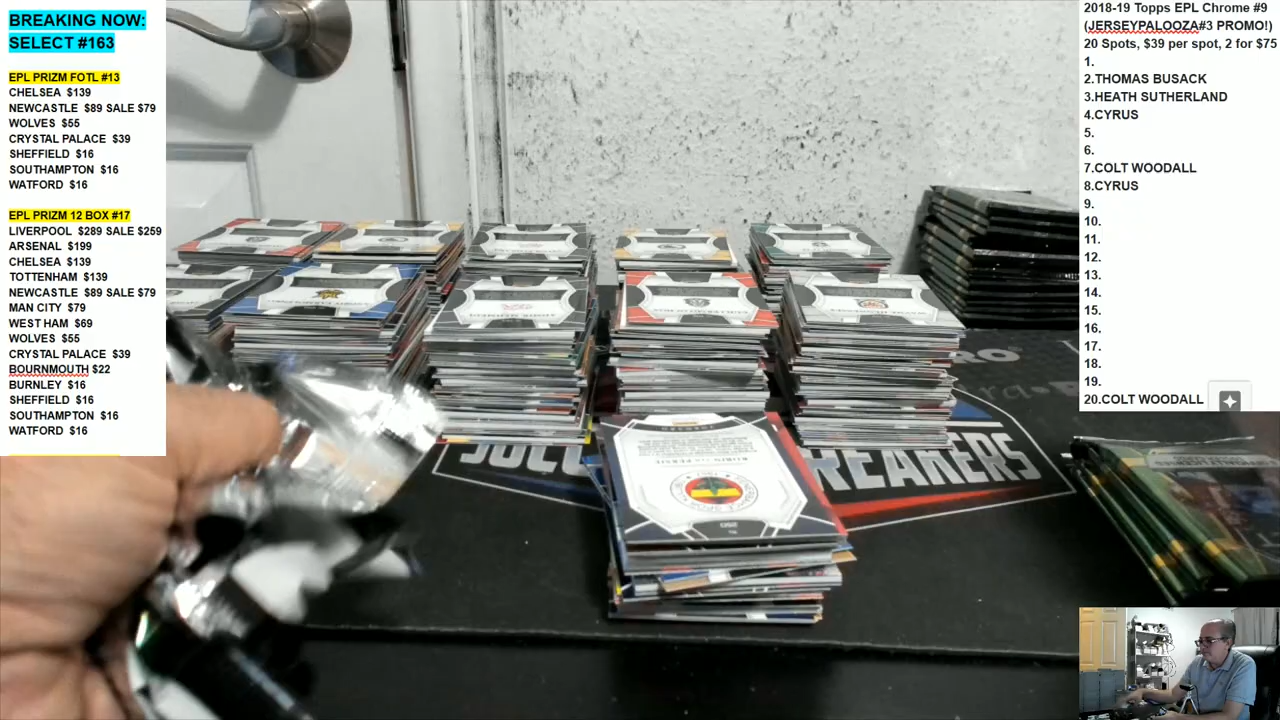 BREAKING NOW:
SELECT #163
EPL PRIZM FOTL #13
CHELSEA $139
NEWCASTLE $89 SALE $79
WOLVES $55
CRYSTAL PALACE $39
SHEFFIELD $16
SOUTHAMPTON $16
WATFORD $16
EPL PRIZM 12 BOX #17
LIVERPOOL $289 SALE $259
ARSENAL $199
CHELSEA $139
TOTTENHAM $139
NEWCASTLE $89 SALE $79
MAN CITY $79
WEST HAM $69
WOLVES $55
CRYSTAL PALACE $39
BOURNMOUTH $22
BURNLEY $16
SHEFFIELD $16
SOUTHAMPTON $16
WATFORD $16
2018-19 Topps EPL Chrome #9
(JERSEYPALOOZA#3 PROMO!)
20 Spots, $39 per spot, 2 for $75
1.
2.THOMAS BUSACK
3.HEATH SUTHERLAND
4.CYRUS
5.
6.
7.COLT WOODALL
8.CYRUS
9.
10.
11.
12.
13.
14.
15.
16.
17.
18.
19.
20.COLT WOODALL
REAKERS
ROBIN van PERSIE
250